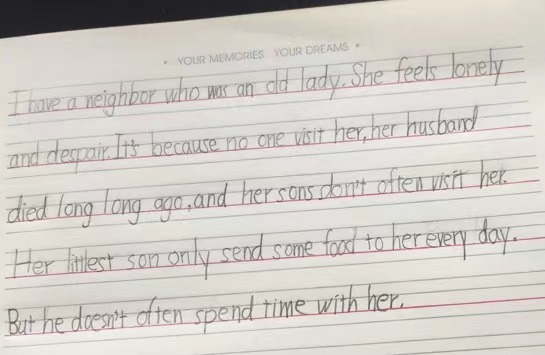 • YOUR MEMORIES YOUR DREAMS •
I have a neighbor who was an old lady. She feels lonely
and despair. It's because no one visit her, her husband
died long long ago, and her sons don't often visit her.
Her littlest son only send some food to her every day.
But he doesn't often spend time with her.